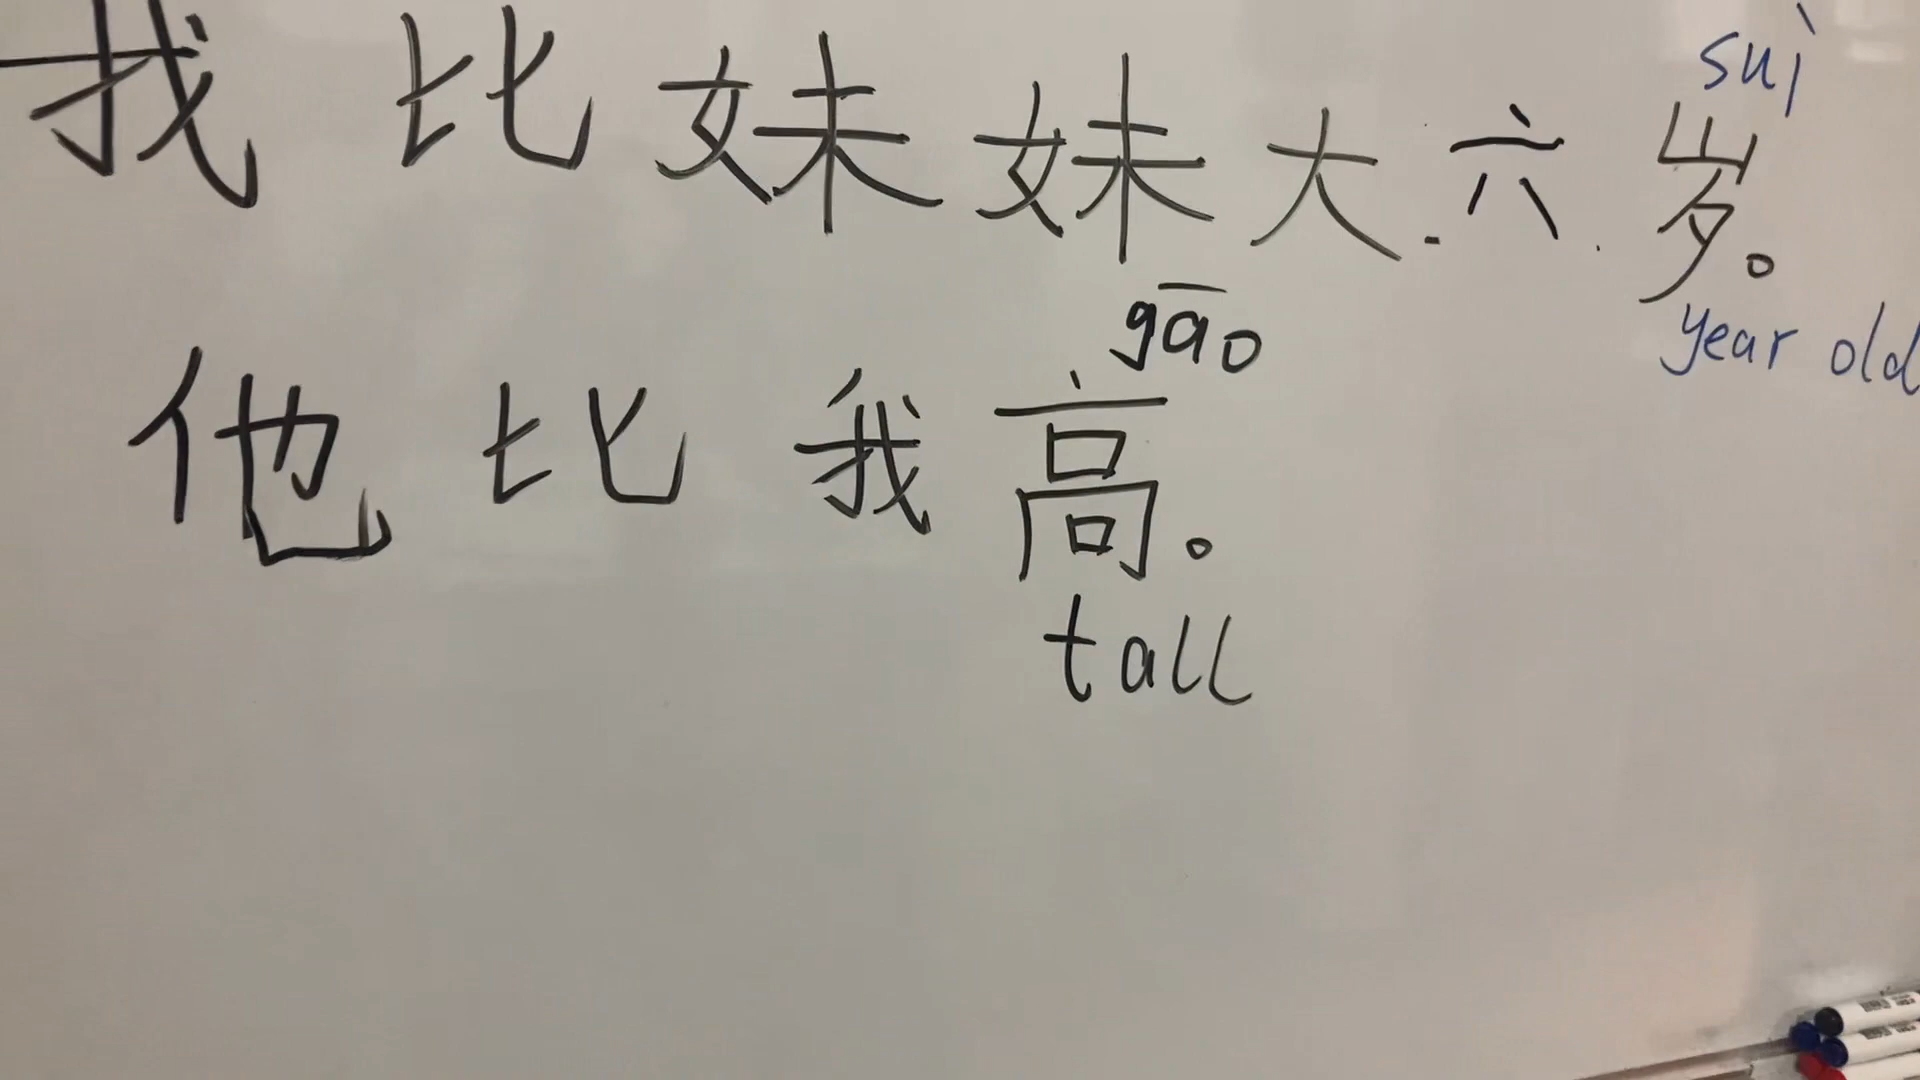 suì
我比妹妹大六岁。
year old
gāo
他比我高。
tall